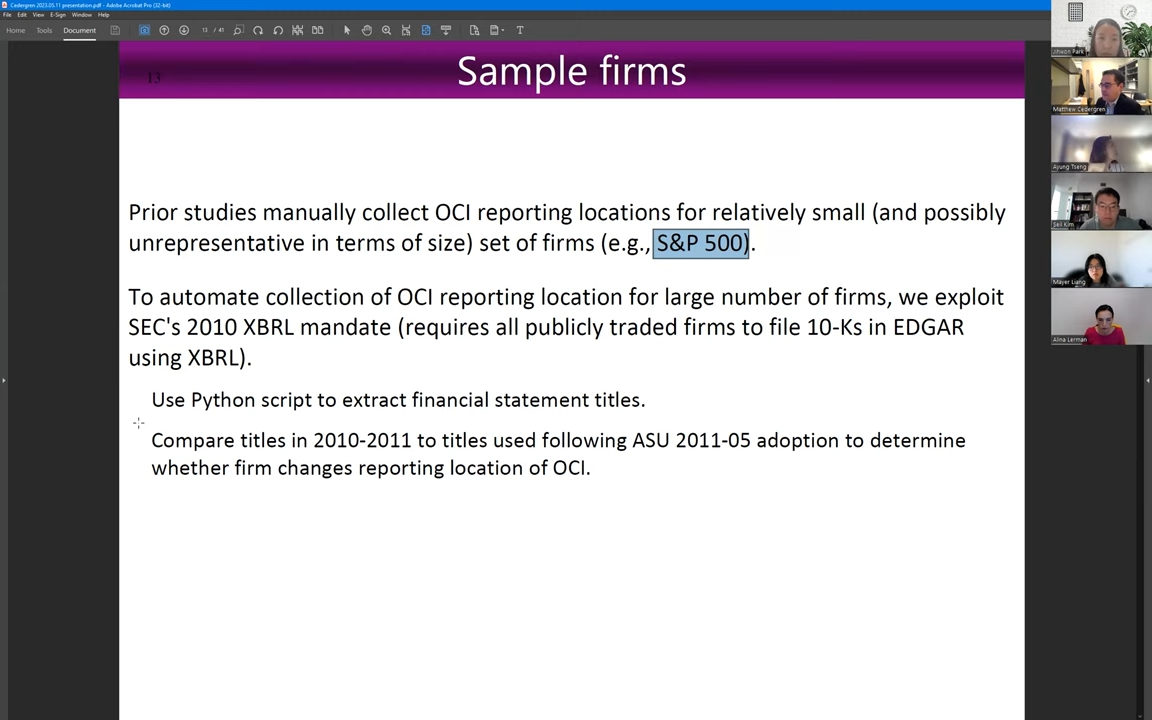 Cedergren 2023.05.11 presentation.pdf - Adobe Acrobat Pro (32-bit)
File Edit View E-Sign Window Help
Home Tools Document 13 / 41
13
Sample firms
Prior studies manually collect OCI reporting locations for relatively small (and possibly
unrepresentative in terms of size) set of firms (e.g., S&P 500).
To automate collection of OCI reporting location for large number of firms, we exploit
SEC's 2010 XBRL mandate (requires all publicly traded firms to file 10-Ks in EDGAR
using XBRL).
Use Python script to extract financial statement titles.
Compare titles in 2010-2011 to titles used following ASU 2011-05 adoption to determine
whether firm changes reporting location of OCI.
Jihwon Park
Matthew Cedergren
Ayung Tseng
Seil Kim
Mayer Liang
Alina Lerman